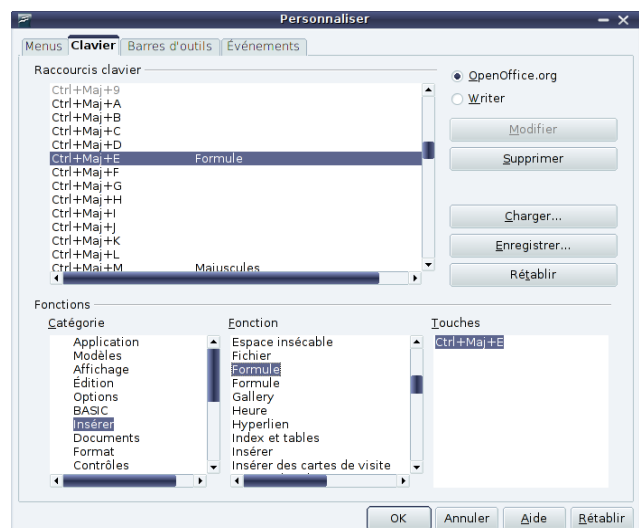 Personnaliser
Menus Clavier Barres d'outils Événements
Raccourcis clavier
Ctrl+Maj+9
Ctrl+Maj+A
Ctrl+Maj+B
Ctrl+Maj+C
Ctrl+Maj+D
Ctrl+Maj+E Formule
Ctrl+Maj+F
Ctrl+Maj+G
Ctrl+Maj+H
Ctrl+Maj+I
Ctrl+Maj+J
Ctrl+Maj+K
Ctrl+Maj+L
Ctrl+Maj+M Majuscules
OpenOffice.org
Writer
Modifier
Supprimer
Charger...
Enregistrer...
Rétablir
Fonctions
Catégorie
Application
Modèles
Affichage
Édition
Options
BASIC
Insérer
Documents
Format
Contrôles
Fonction
Espace insécable
Fichier
Formule
Formule
Gallery
Heure
Hyperlien
Index et tables
Insérer
Insérer des cartes de visite
Touches
Ctrl+Maj+E
OK Annuler Aide Rétablir